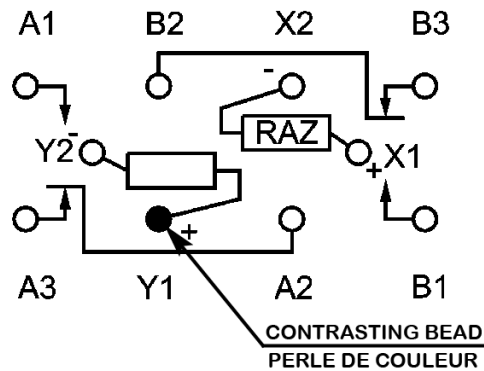 A1 B2 X2 B3
- RAZ
Y2 - + X1
+
A3 Y1 A2 B1
CONTRASTING BEAD
PERLE DE COULEUR